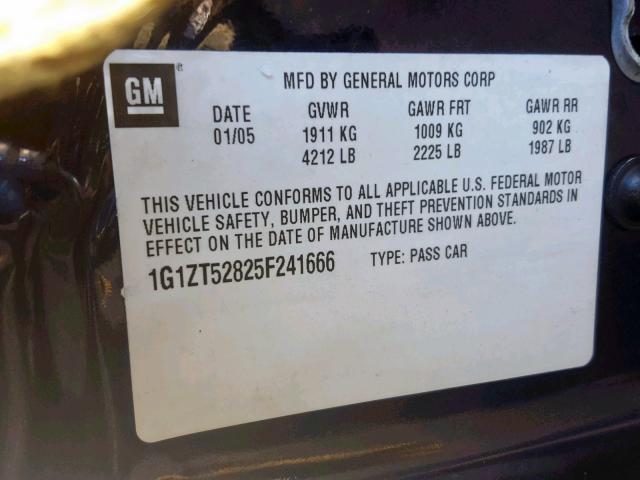 GM
MFD BY GENERAL MOTORS CORP
DATE GVWR GAWR FRT GAWR RR
01/05 1911 KG 1009 KG 902 KG
4212 LB 2225 LB 1987 LB
THIS VEHICLE CONFORMS TO ALL APPLICABLE U.S. FEDERAL MOTOR
VEHICLE SAFETY, BUMPER, AND THEFT PREVENTION STANDARDS IN
EFFECT ON THE DATE OF MANUFACTURE SHOWN ABOVE.
1G1ZT52825F241666 TYPE: PASS CAR